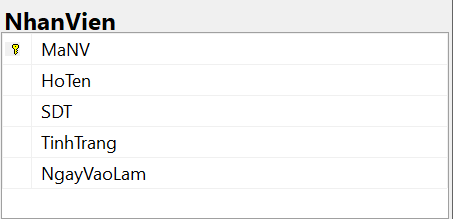 NhanVien
MaNV
HoTen
SDT
TinhTrang
NgayVaoLam